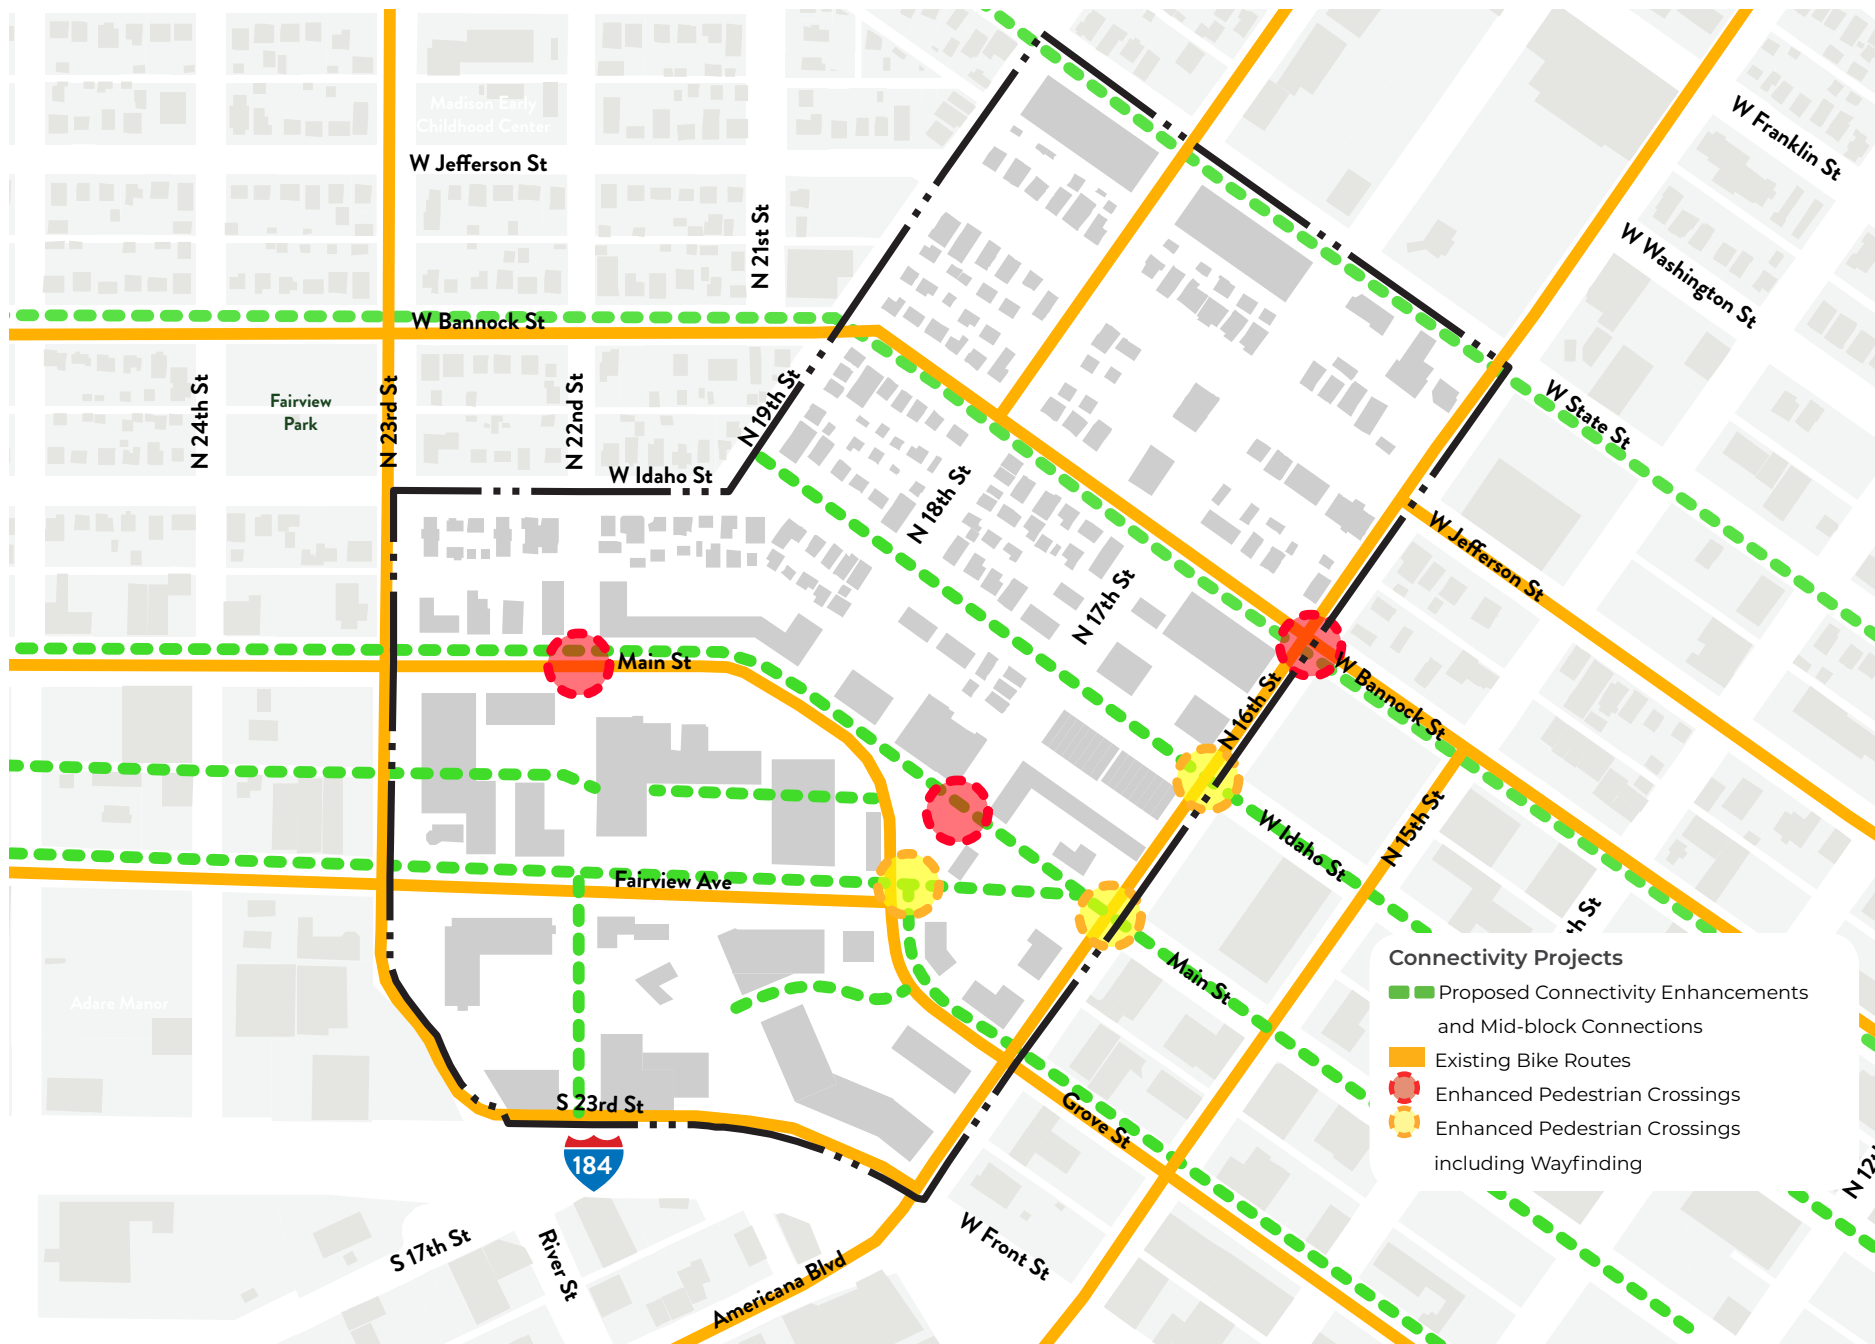 Madison Early
Childhood Center
W Jefferson St
N 21st St
W Franklin St
W Washington St
W Bannock St
N 24th St
Fairview
Park
N 23rd St
N 22nd St
N 19th St
W Idaho St
W State St
N 18th St
W Jefferson St
N 17th St
Main St
W Bannock St
N 16th St
W Idaho St
N 15th St
Fairview Ave
th St
Main St
Adare Manor
Connectivity Projects
Proposed Connectivity Enhancements
and Mid-block Connections
Existing Bike Routes
Enhanced Pedestrian Crossings
Enhanced Pedestrian Crossings
including Wayfinding
S 23rd St
184
Grove St
N 12t
S 17th St
River St
Americana Blvd
W Front St